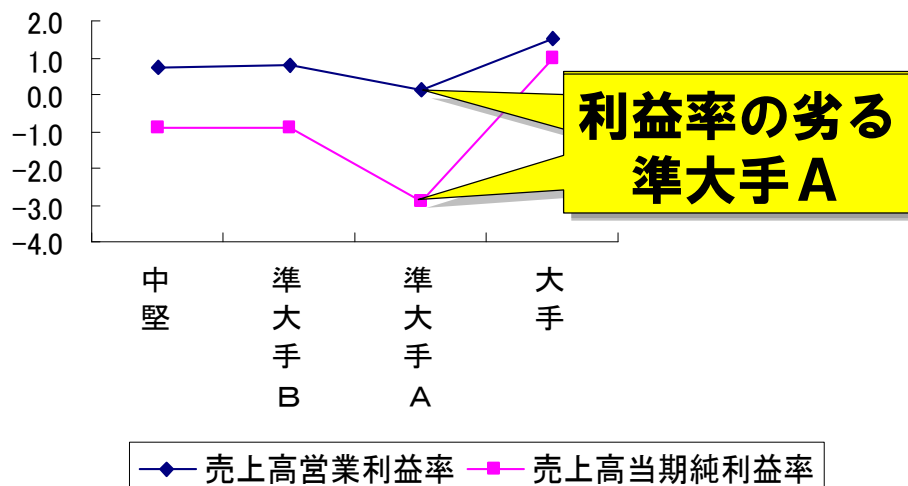 2.0
1.0
0.0
-1.0
-2.0
-3.0
-4.0
利益率の劣る
準大手A
中堅
準大手B
準大手A
大手
売上高営業利益率
売上高当期純利益率